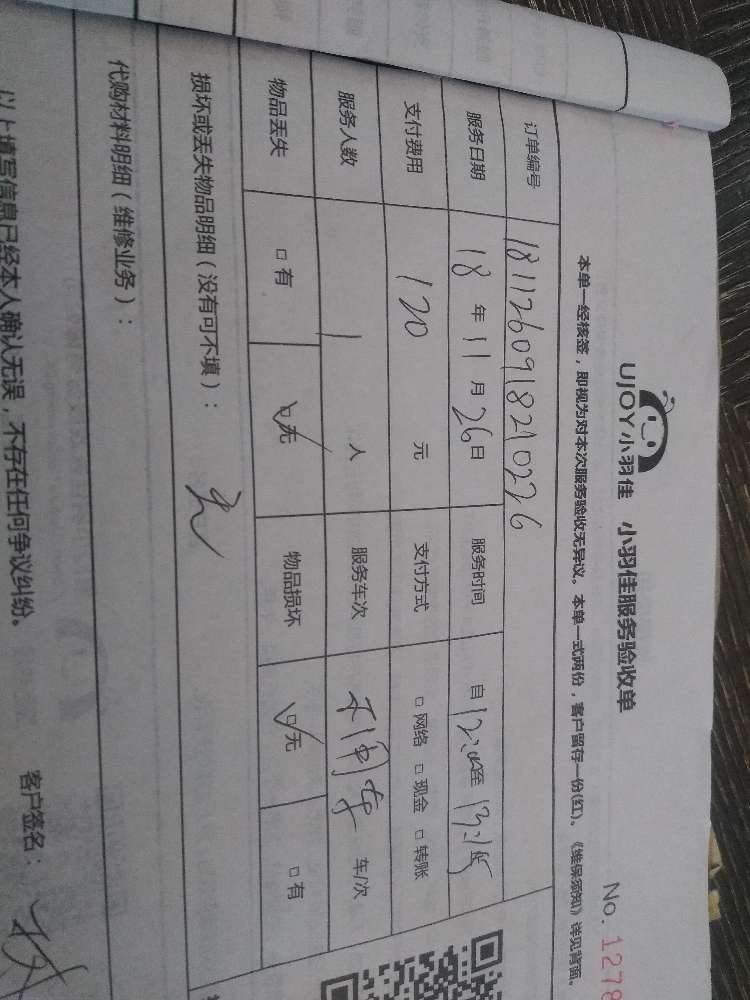 UJOY小羽佳 小羽佳服务验收单
No. 1278
本单一经核签，即视为对本次服务验收无异议。本单一式两份，客户留存一份(红)。《维保须知》详见背面。
订单编号 1811260918210226
服务日期 18 年 11 月 26 日 服务时间 自 至 13:15
支付费用 120 元 支付方式 □ 网络 □ 现金 □ 转账
服务人数 1 人 服务车次 不用车 车/次
物品丢失 □ 有 □ 无 物品损坏 □ 无 □ 有
损坏或丢失物品明细（没有可不填）： 无
代购材料明细（维修业务）：
以上填写信息已经本人确认无误，不存在任何争议纠纷。
客户签名：